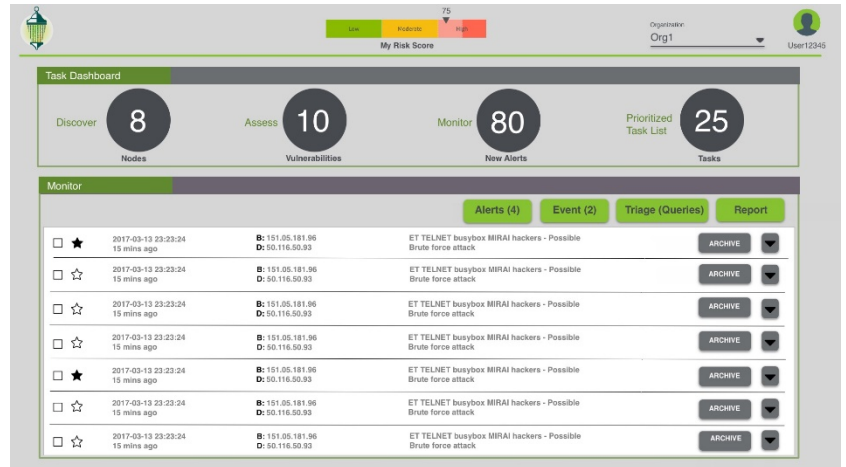 75
Low Moderate High
My Risk Score
Organization
Org1
User12345
Task Dashboard
Discover 8 Nodes
Assess 10 Vulnerabilities
Monitor 80 New Alerts
Prioritized Task List 25 Tasks
Monitor
Alerts (4) Event (2) Triage (Queries) Report
2017-03-13 23:23:24 B: 151.05.181.96 ET TELNET busybox MIRAI hackers - Possible ARCHIVE
15 mins ago D: 50.116.50.93 Brute force attack
2017-03-13 23:23:24 B: 151.05.181.96 ET TELNET busybox MIRAI hackers - Possible ARCHIVE
15 mins ago D: 50.116.50.93 Brute force attack
2017-03-13 23:23:24 B: 151.05.181.96 ET TELNET busybox MIRAI hackers - Possible ARCHIVE
15 mins ago D: 50.116.50.93 Brute force attack
2017-03-13 23:23:24 B: 151.05.181.96 ET TELNET busybox MIRAI hackers - Possible ARCHIVE
15 mins ago D: 50.116.50.93 Brute force attack
2017-03-13 23:23:24 B: 151.05.181.96 ET TELNET busybox MIRAI hackers - Possible ARCHIVE
15 mins ago D: 50.116.50.93 Brute force attack
2017-03-13 23:23:24 B: 151.05.181.96 ET TELNET busybox MIRAI hackers - Possible ARCHIVE
15 mins ago D: 50.116.50.93 Brute force attack
2017-03-13 23:23:24 B: 151.05.181.96 ET TELNET busybox MIRAI hackers - Possible ARCHIVE
15 mins ago D: 50.116.50.93 Brute force attack